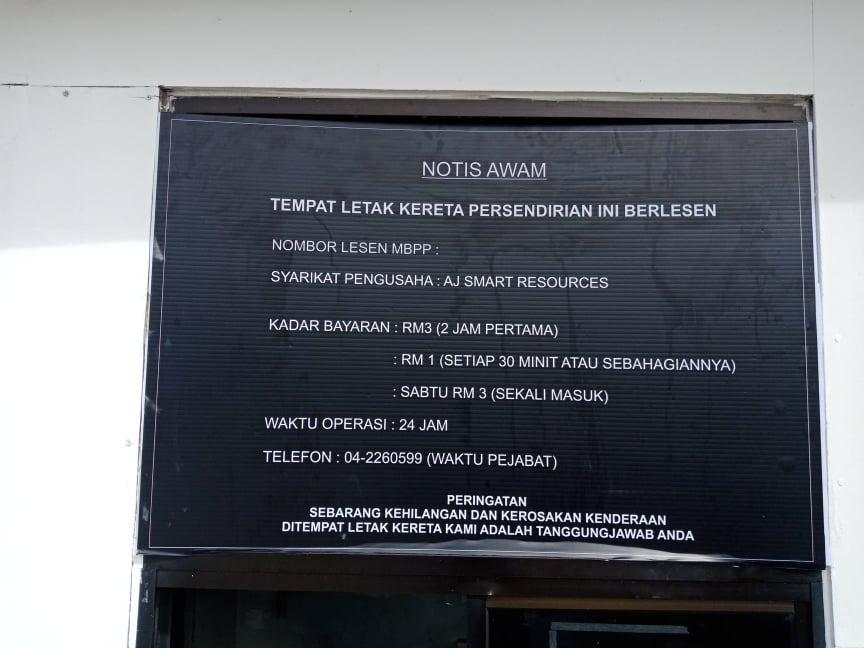 NOTIS AWAM
TEMPAT LETAK KERETA PERSENDIRIAN INI BERLESEN
NOMBOR LESEN MBPP :
SYARIKAT PENGUSAHA : AJ SMART RESOURCES
KADAR BAYARAN : RM3 (2 JAM PERTAMA)
: RM 1 (SETIAP 30 MINIT ATAU SEBAHAGIANNYA)
: SABTU RM 3 (SEKALI MASUK)
WAKTU OPERASI : 24 JAM
TELEFON : 04-2260599 (WAKTU PEJABAT)
PERINGATAN
SEBARANG KEHILANGAN DAN KEROSAKAN KENDERAAN
DITEMPAT LETAK KERETA KAMI ADALAH TANGGUNGJAWAB ANDA